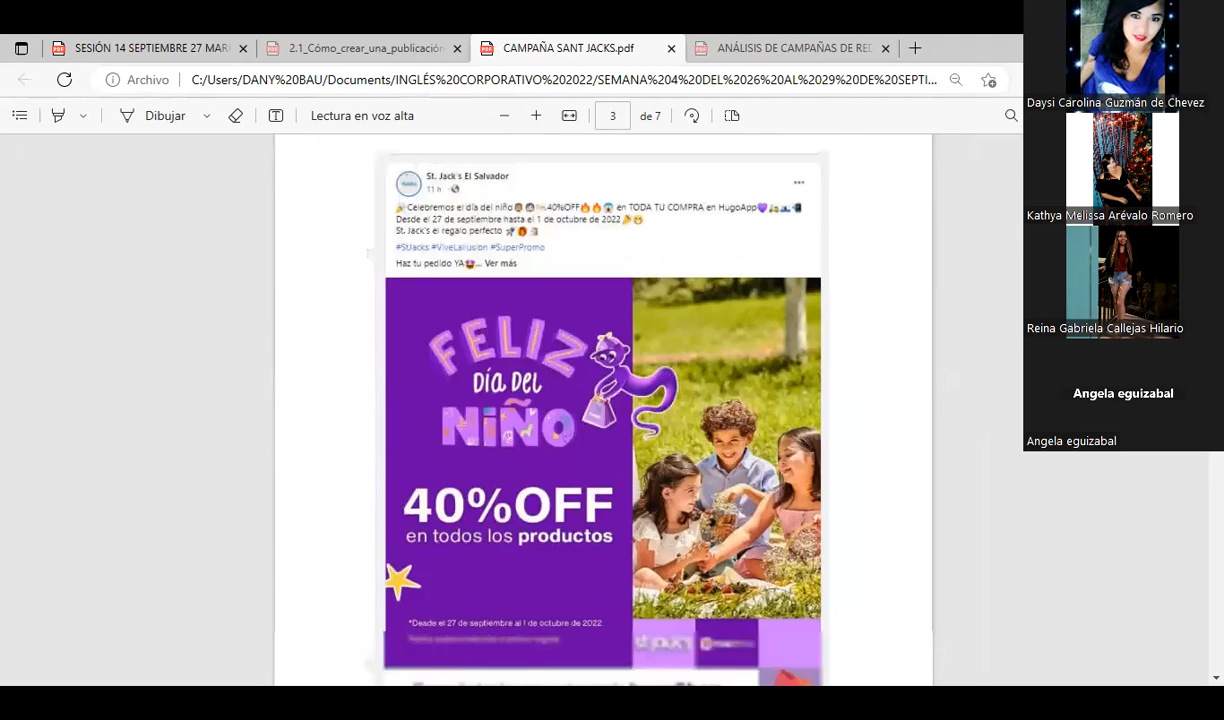 SESIÓN 14 SEPTIEMBRE 27 MAR
2.1_Cómo_crear_una_publicación
CAMPAÑA SANT JACKS.pdf
ANÁLISIS DE CAMPAÑAS DE RED
Archivo
C:/Users/DANY%20BAU/Documents/INGLÉS%20CORPORATIVO%202022/SEMANA%204%20DEL%2026%20AL%2029%20DE%20SEPTI...
Dibujar
Lectura en voz alta
3
de 7
St. Jack's El Salvador
11 h
Celebremos el día del niño 40%OFF en TODA TU COMPRA en HugoApp
Desde el 27 de septiembre hasta el 1 de octubre de 2022
St. Jack's el regalo perfecto
#StJacks #ViveLaIlusion #SuperPromo
Haz tu pedido YA ... Ver más
FELIZ
DÍA DEL
NIÑO
40%OFF
en todos los productos
*Desde el 27 de septiembre al 1 de octubre de 2022
st.jack's
Daysi Carolina Guzmán de Chevez
Kathya Melissa Arévalo Romero
Reina Gabriela Callejas Hilario
Angela eguizabal
Angela eguizabal